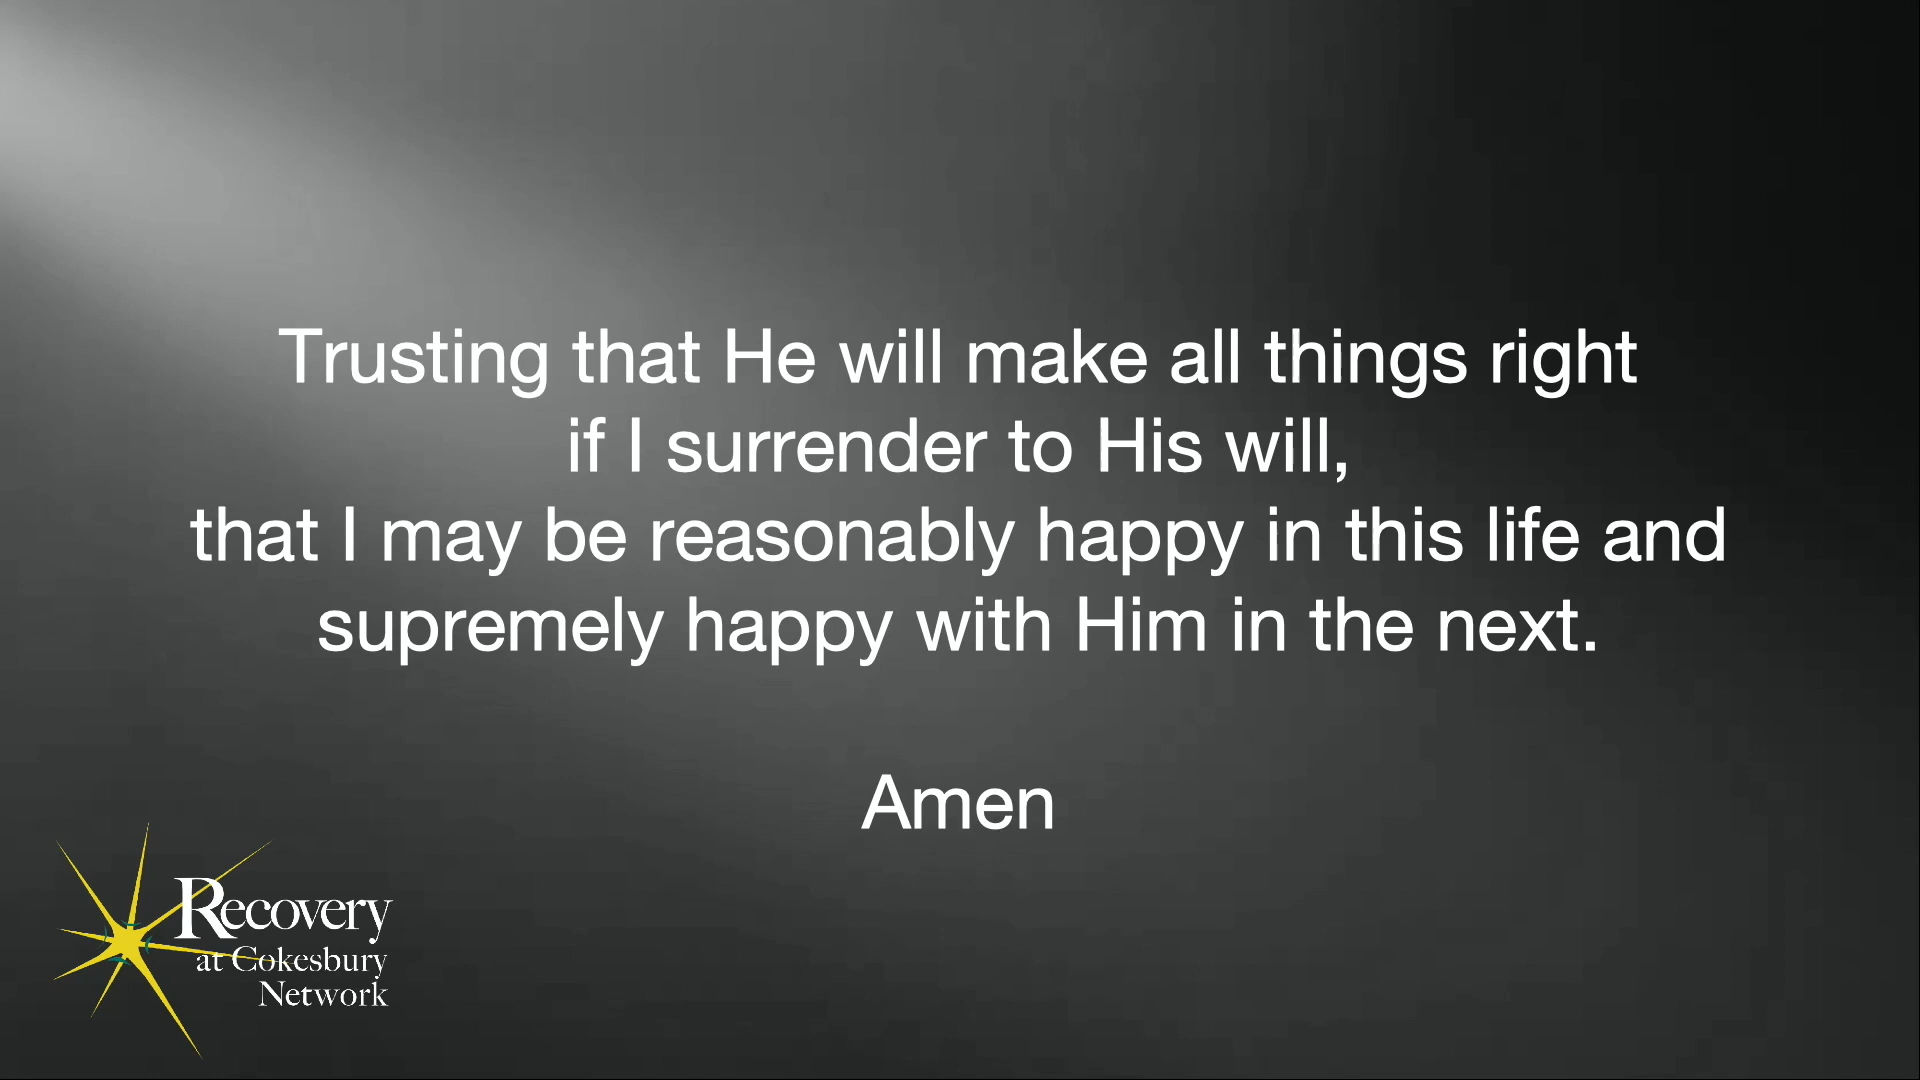 Trusting that He will make all things right
if I surrender to His will,
that I may be reasonably happy in this life and
supremely happy with Him in the next.
Amen
Recovery
at Cokesbury
Network